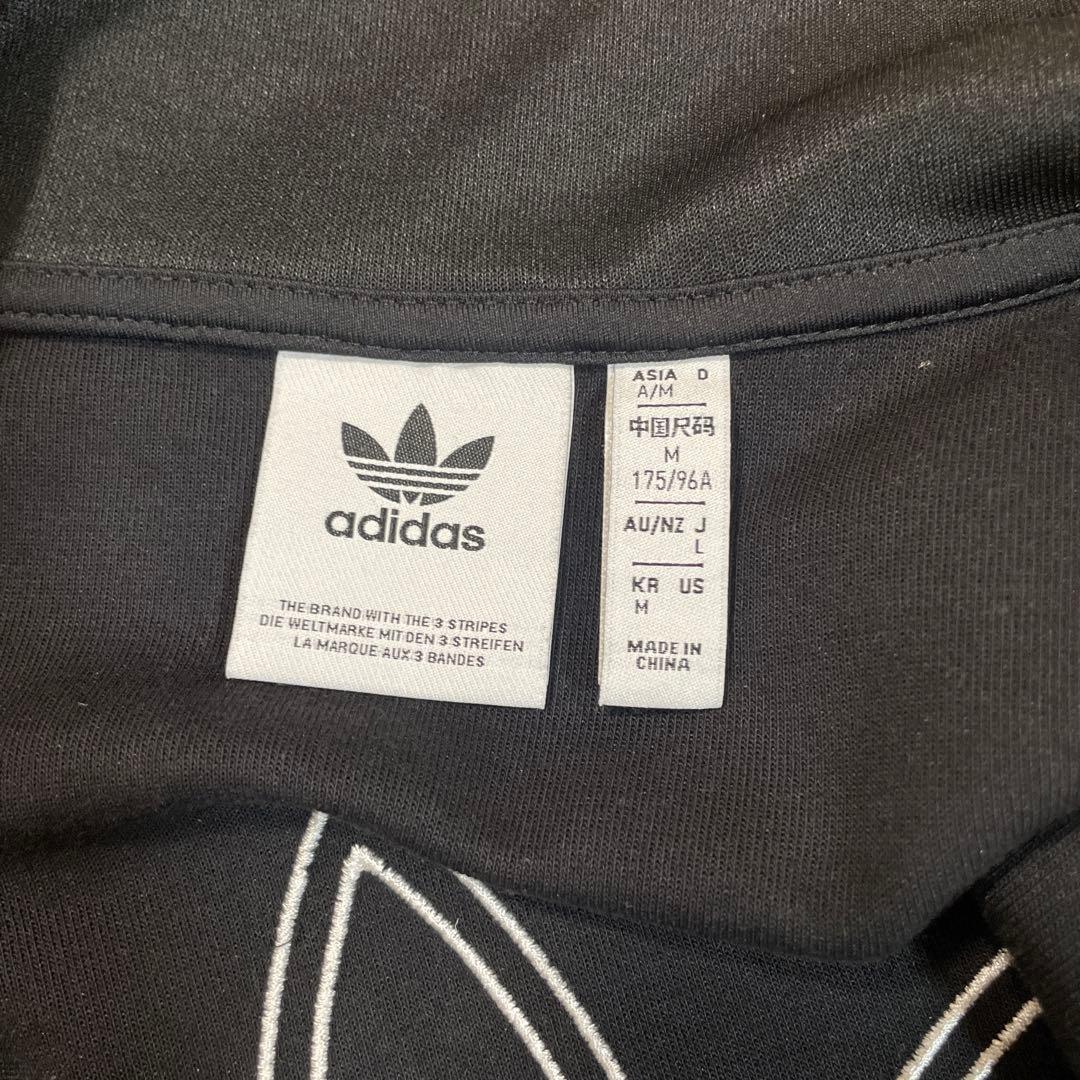 adidas
THE BRAND WITH THE 3 STRIPES
DIE WELTMARKE MIT DEN 3 STREIFEN
LA MARQUE AUX 3 BANDES
ASIA D
A/M
中国尺码
M
175/96A
AU/NZ J
L
KR US
M
MADE IN
CHINA